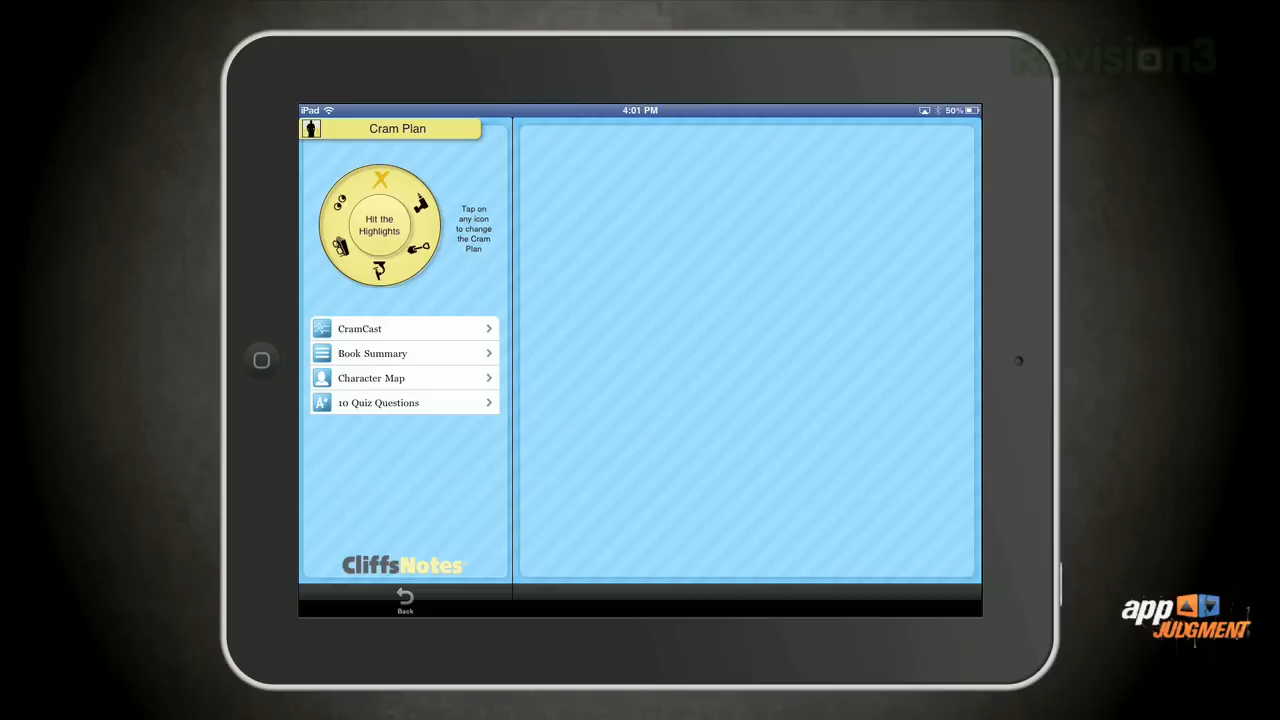 Revision3
iPad
4:01 PM
50%
Cram Plan
Hit the
Highlights
Tap on
any icon
to change
the Cram
Plan
CramCast
Book Summary
Character Map
A+
10 Quiz Questions
CliffsNotes
Back
app
JUDGMENT